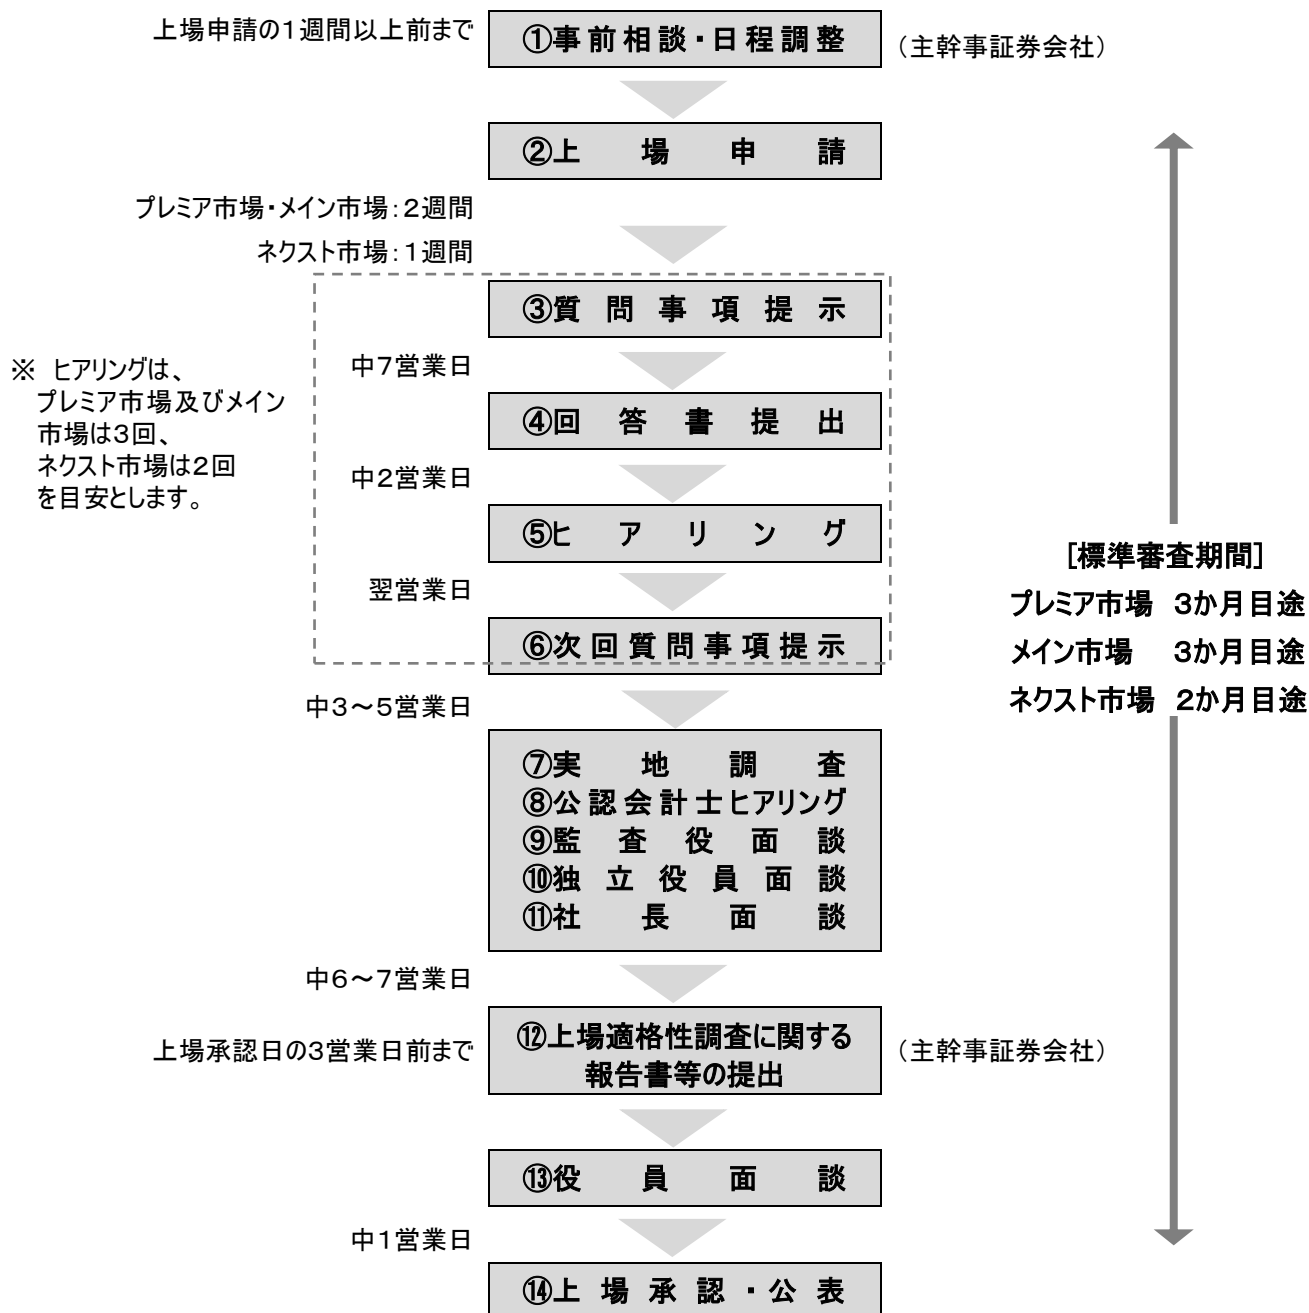 上場申請の1週間以上前まで
①事前相談・日程調整
（主幹事証券会社）
②上場申請
プレミア市場・メイン市場：2週間
ネクスト市場：1週間
③質問事項提示
※　ヒアリングは、
プレミア市場及びメイン
市場は3回、
ネクスト市場は2回
を目安とします。
中7営業日
④回答書提出
中2営業日
⑤ヒアリング
翌営業日
⑥次回質問事項提示
[標準審査期間]
プレミア市場　3か月目途
メイン市場　3か月目途
ネクスト市場　2か月目途
中3～5営業日
⑦実地調査
⑧公認会計士ヒアリング
⑨監査役面談
⑩独立役員面談
⑪社長面談
中6～7営業日
上場承認日の3営業日前まで
⑫上場適格性調査に関する
報告書等の提出
（主幹事証券会社）
⑬役員面談
中1営業日
⑭上場承認・公表